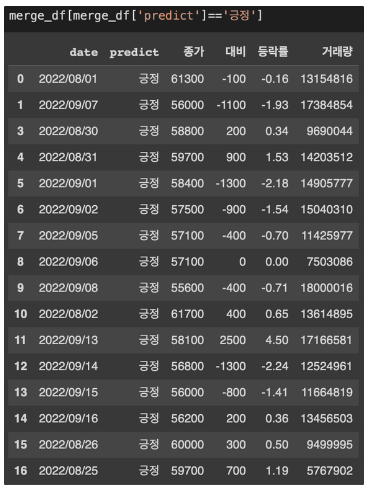 merge_df[merge_df['predict']=='긍정']
date predict 종가 대비 등락률 거래량
0 2022/08/01 긍정 61300 -100 -0.16 13154816
1 2022/09/07 긍정 56000 -1100 -1.93 17384854
3 2022/08/30 긍정 58800 200 0.34 9690044
4 2022/08/31 긍정 59700 900 1.53 14203512
5 2022/09/01 긍정 58400 -1300 -2.18 14905777
6 2022/09/02 긍정 57500 -900 -1.54 15040310
7 2022/09/05 긍정 57100 -400 -0.70 11425977
8 2022/09/06 긍정 57100 0 0.00 7503086
9 2022/09/08 긍정 55600 -400 -0.71 18000016
10 2022/08/02 긍정 61700 400 0.65 13614895
11 2022/09/13 긍정 58100 2500 4.50 17166581
12 2022/09/14 긍정 56800 -1300 -2.24 12524961
13 2022/09/15 긍정 56000 -800 -1.41 11664819
14 2022/09/16 긍정 56200 200 0.36 13456503
15 2022/08/26 긍정 60000 300 0.50 9499995
16 2022/08/25 긍정 59700 700 1.19 5767902